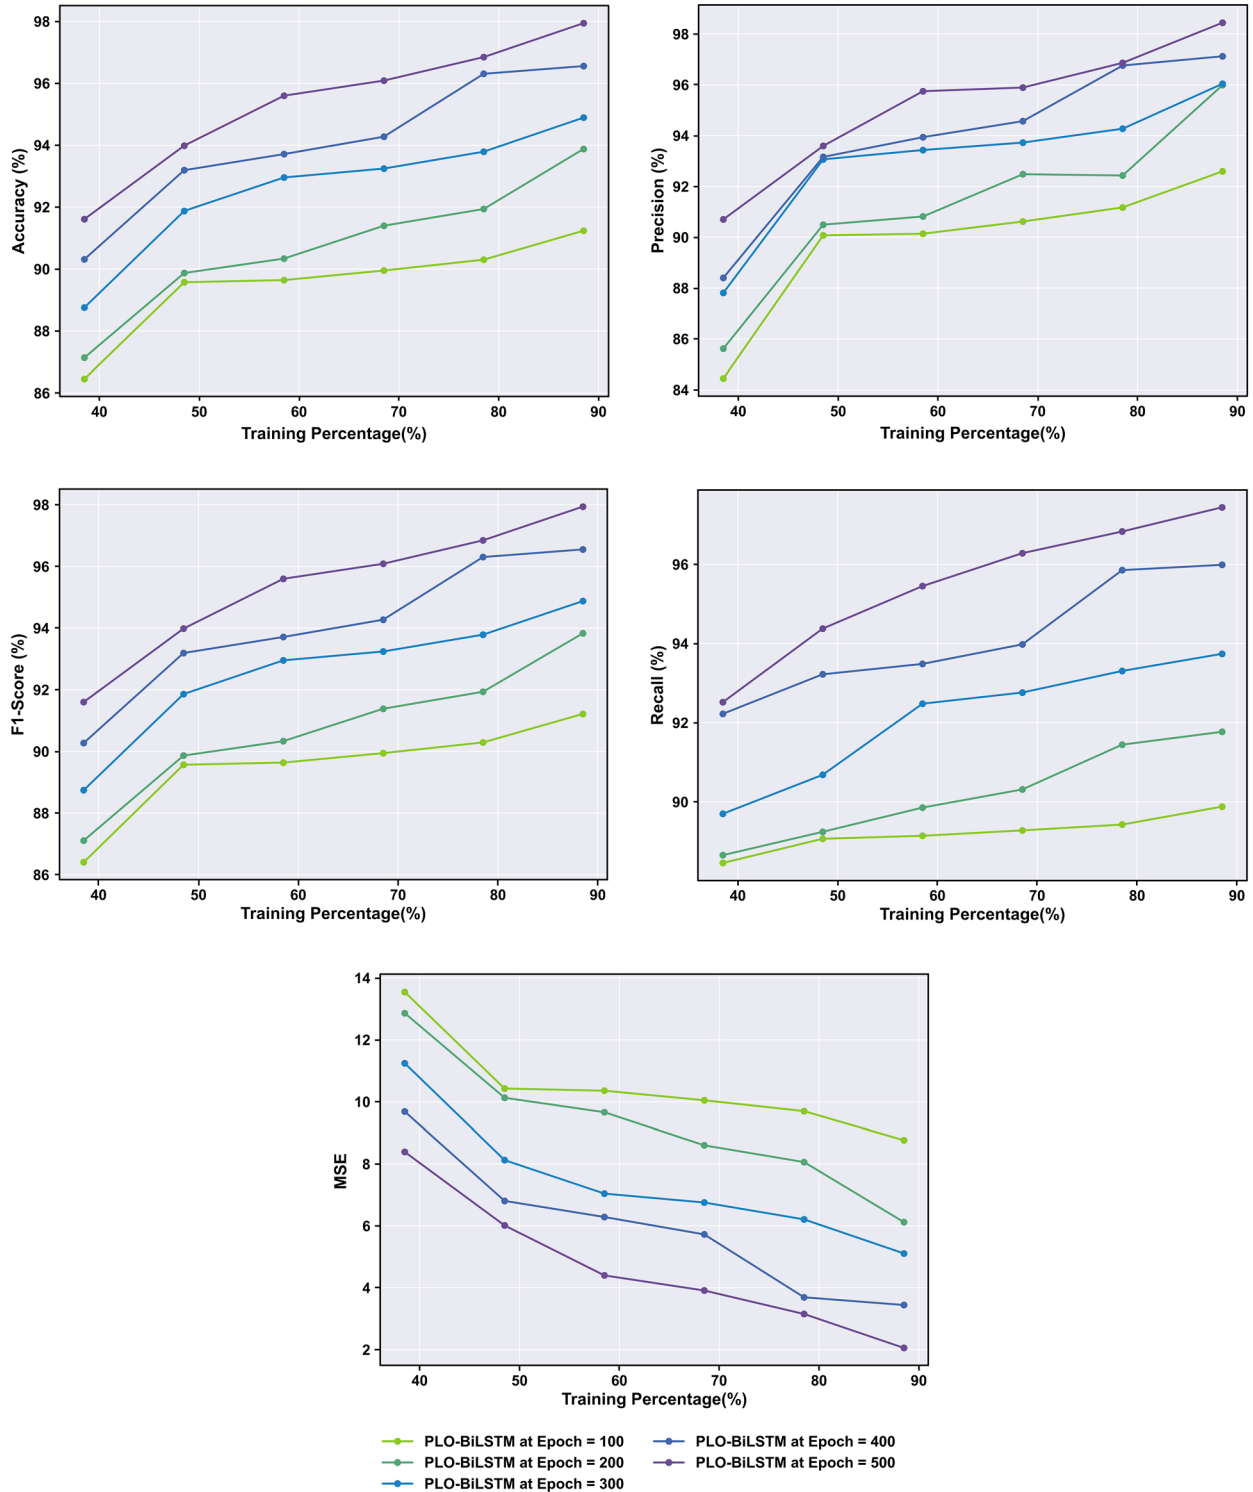 98
96
94
92
90
88
86
Accuracy (%)
40 50 60 70 80 90
Training Percentage(%)
98
96
94
92
90
88
86
84
Precision (%)
40 50 60 70 80 90
Training Percentage(%)
98
96
94
92
90
88
86
F1-Score (%)
40 50 60 70 80 90
Training Percentage(%)
96
94
92
90
Recall (%)
40 50 60 70 80 90
Training Percentage(%)
14
12
10
8
6
4
2
MSE
40 50 60 70 80 90
Training Percentage(%)
PLO-BiLSTM at Epoch = 100
PLO-BiLSTM at Epoch = 200
PLO-BiLSTM at Epoch = 300
PLO-BiLSTM at Epoch = 400
PLO-BiLSTM at Epoch = 500